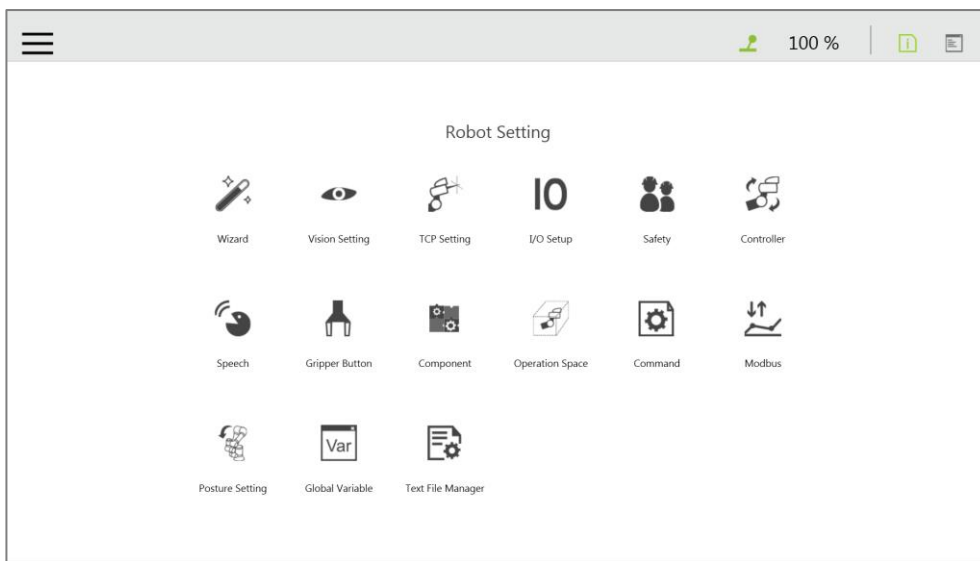 100 %
Robot Setting
IO
Wizard Vision Setting TCP Setting I/O Setup Safety Controller
Speech Gripper Button Component Operation Space Command Modbus
Var
Posture Setting Global Variable Text File Manager